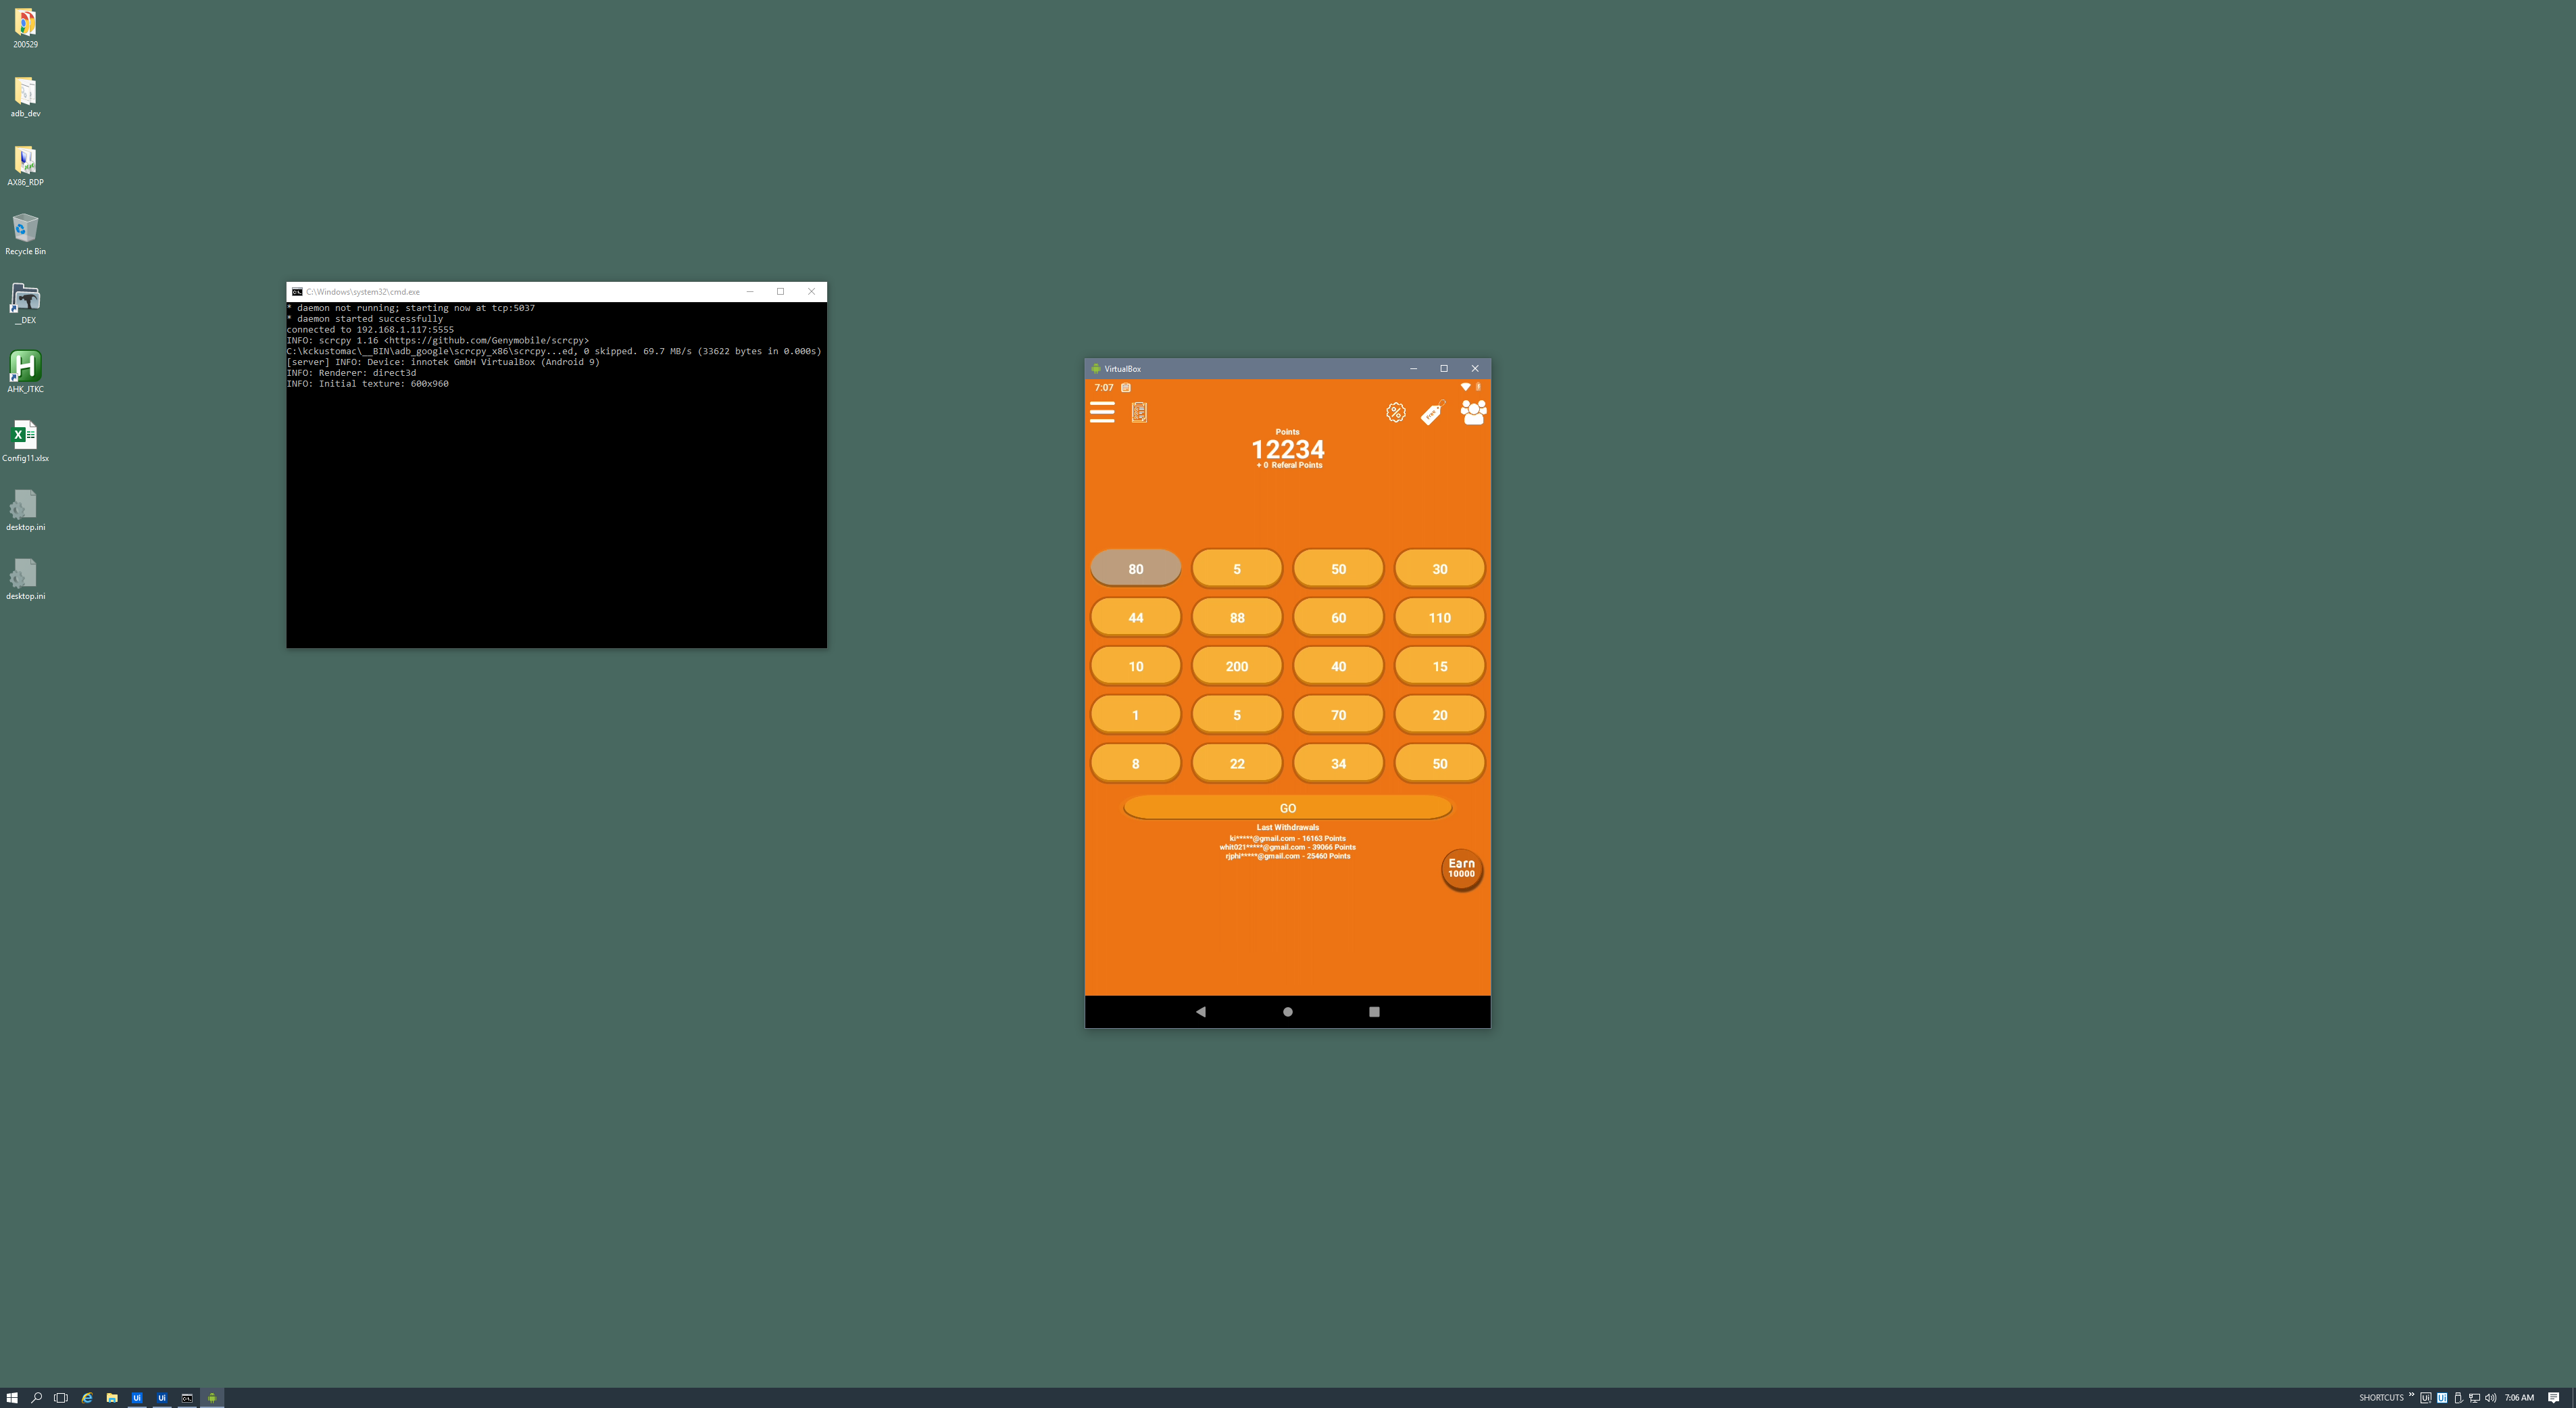 200529
adb_dev
AX86_RDP
Recycle Bin
__DEX
AHK_JTKC
Config11.xlsx
desktop.ini
desktop.ini
C:\Windows\system32\cmd.exe
* daemon not running; starting now at tcp:5037
* daemon started successfully
connected to 192.168.1.117:5555
INFO: scrcpy 1.16 <https://github.com/Genymobile/scrcpy>
C:\kckustomac\__BIN\adb_google\scrcpy_x86\scrcpy...ed, 0 skipped. 69.7 MB/s (33622 bytes in 0.000s)
[server] INFO: Device: innotek GmbH VirtualBox (Android 9)
INFO: Renderer: direct3d
INFO: Initial texture: 600x960
VirtualBox
7:07
Points
12234
+ 0 Referal Points
80 5 50 30
44 88 60 110
10 200 40 15
1 5 70 20
8 22 34 50
GO
Last Withdrawals
ki*****@gmail.com - 16163 Points
whit021*****@gmail.com - 39066 Points
rjphi*****@gmail.com - 25460 Points
Earn
10000
Ui Ui
SHORTCUTS » Ui Ui 7:06 AM